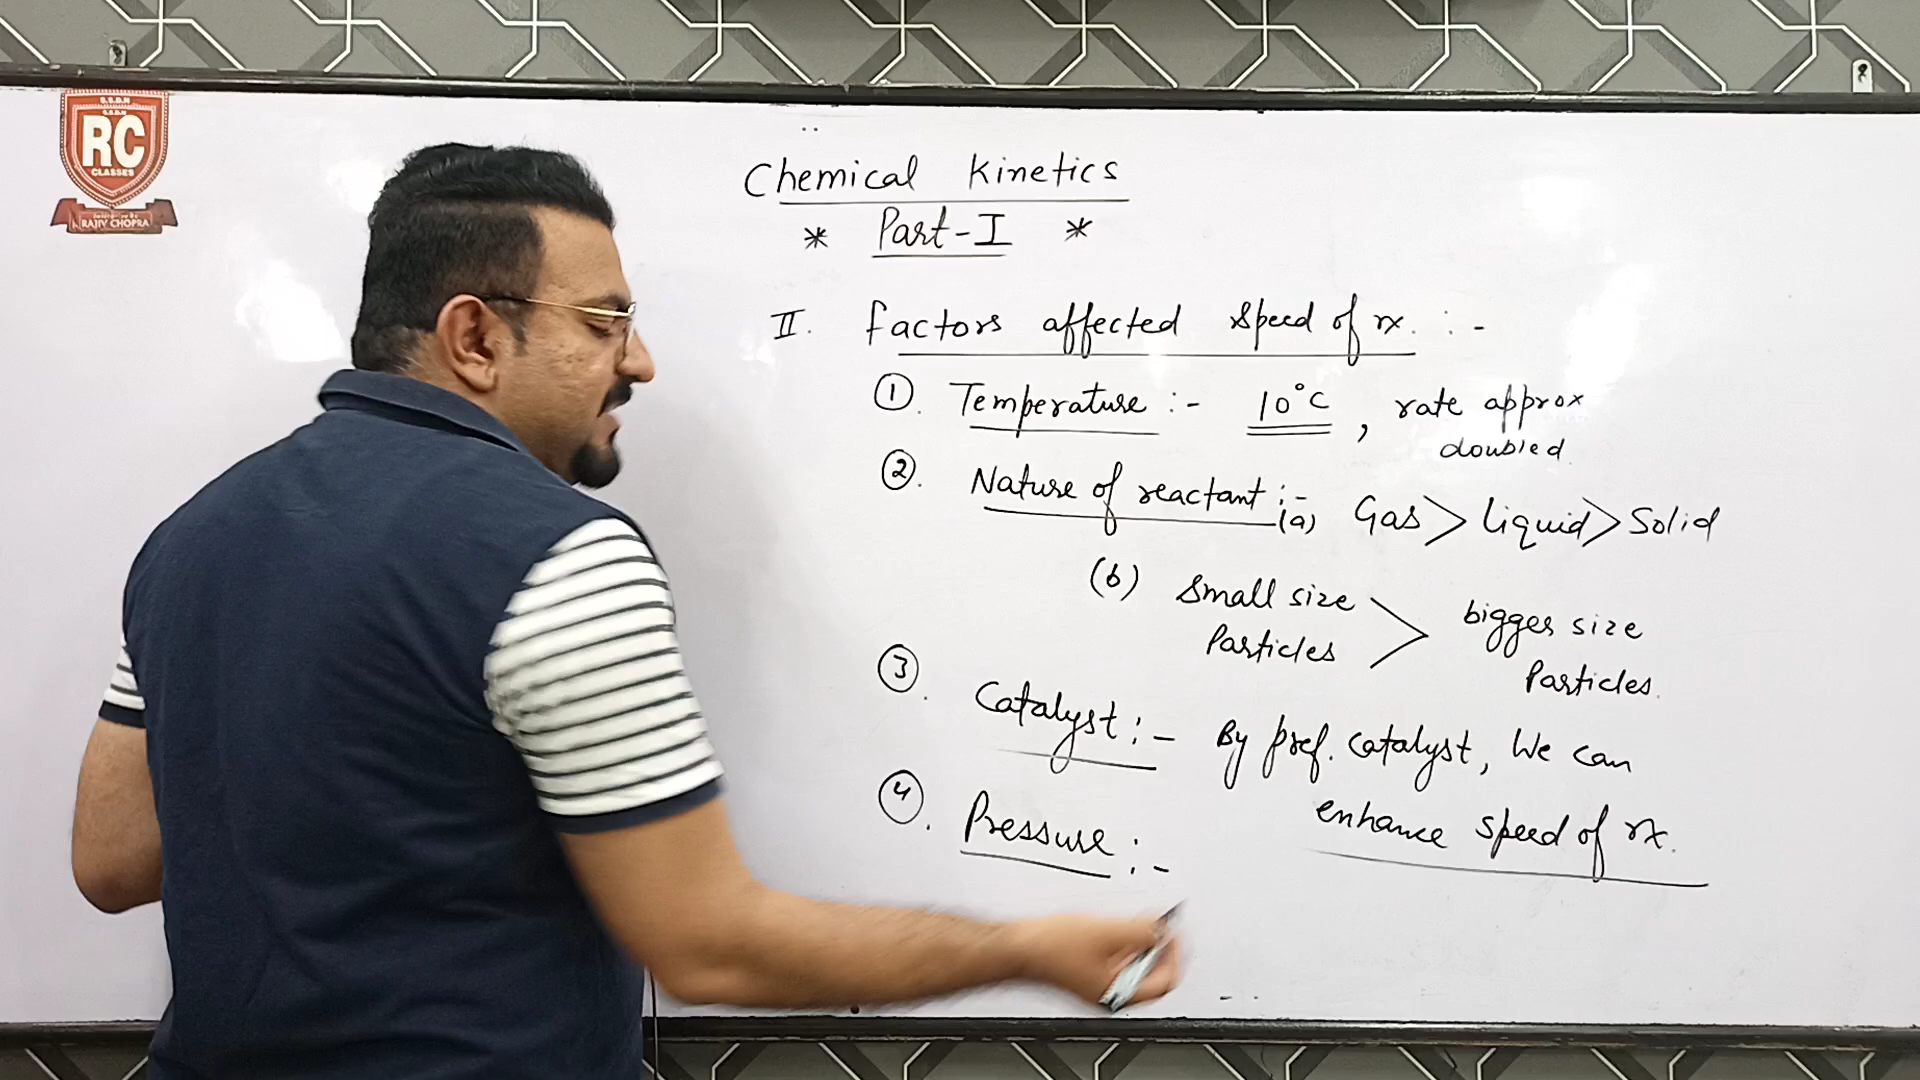 S.S.D.N
RC
CLASSES
RAJIV CHOPRA
Chemical Kinetics
* Part-I *
II. factors affected speed of rx. :-
①. Temperature :- 10°C, rate approx
doubled.
②. Nature of reactant :-
(a) Gas > liquid > Solid
(b) Small size Particles > bigger size Particles.
③. Catalyst :- By pref. catalyst, We can
enhance speed of rx.
④. Pressure :-